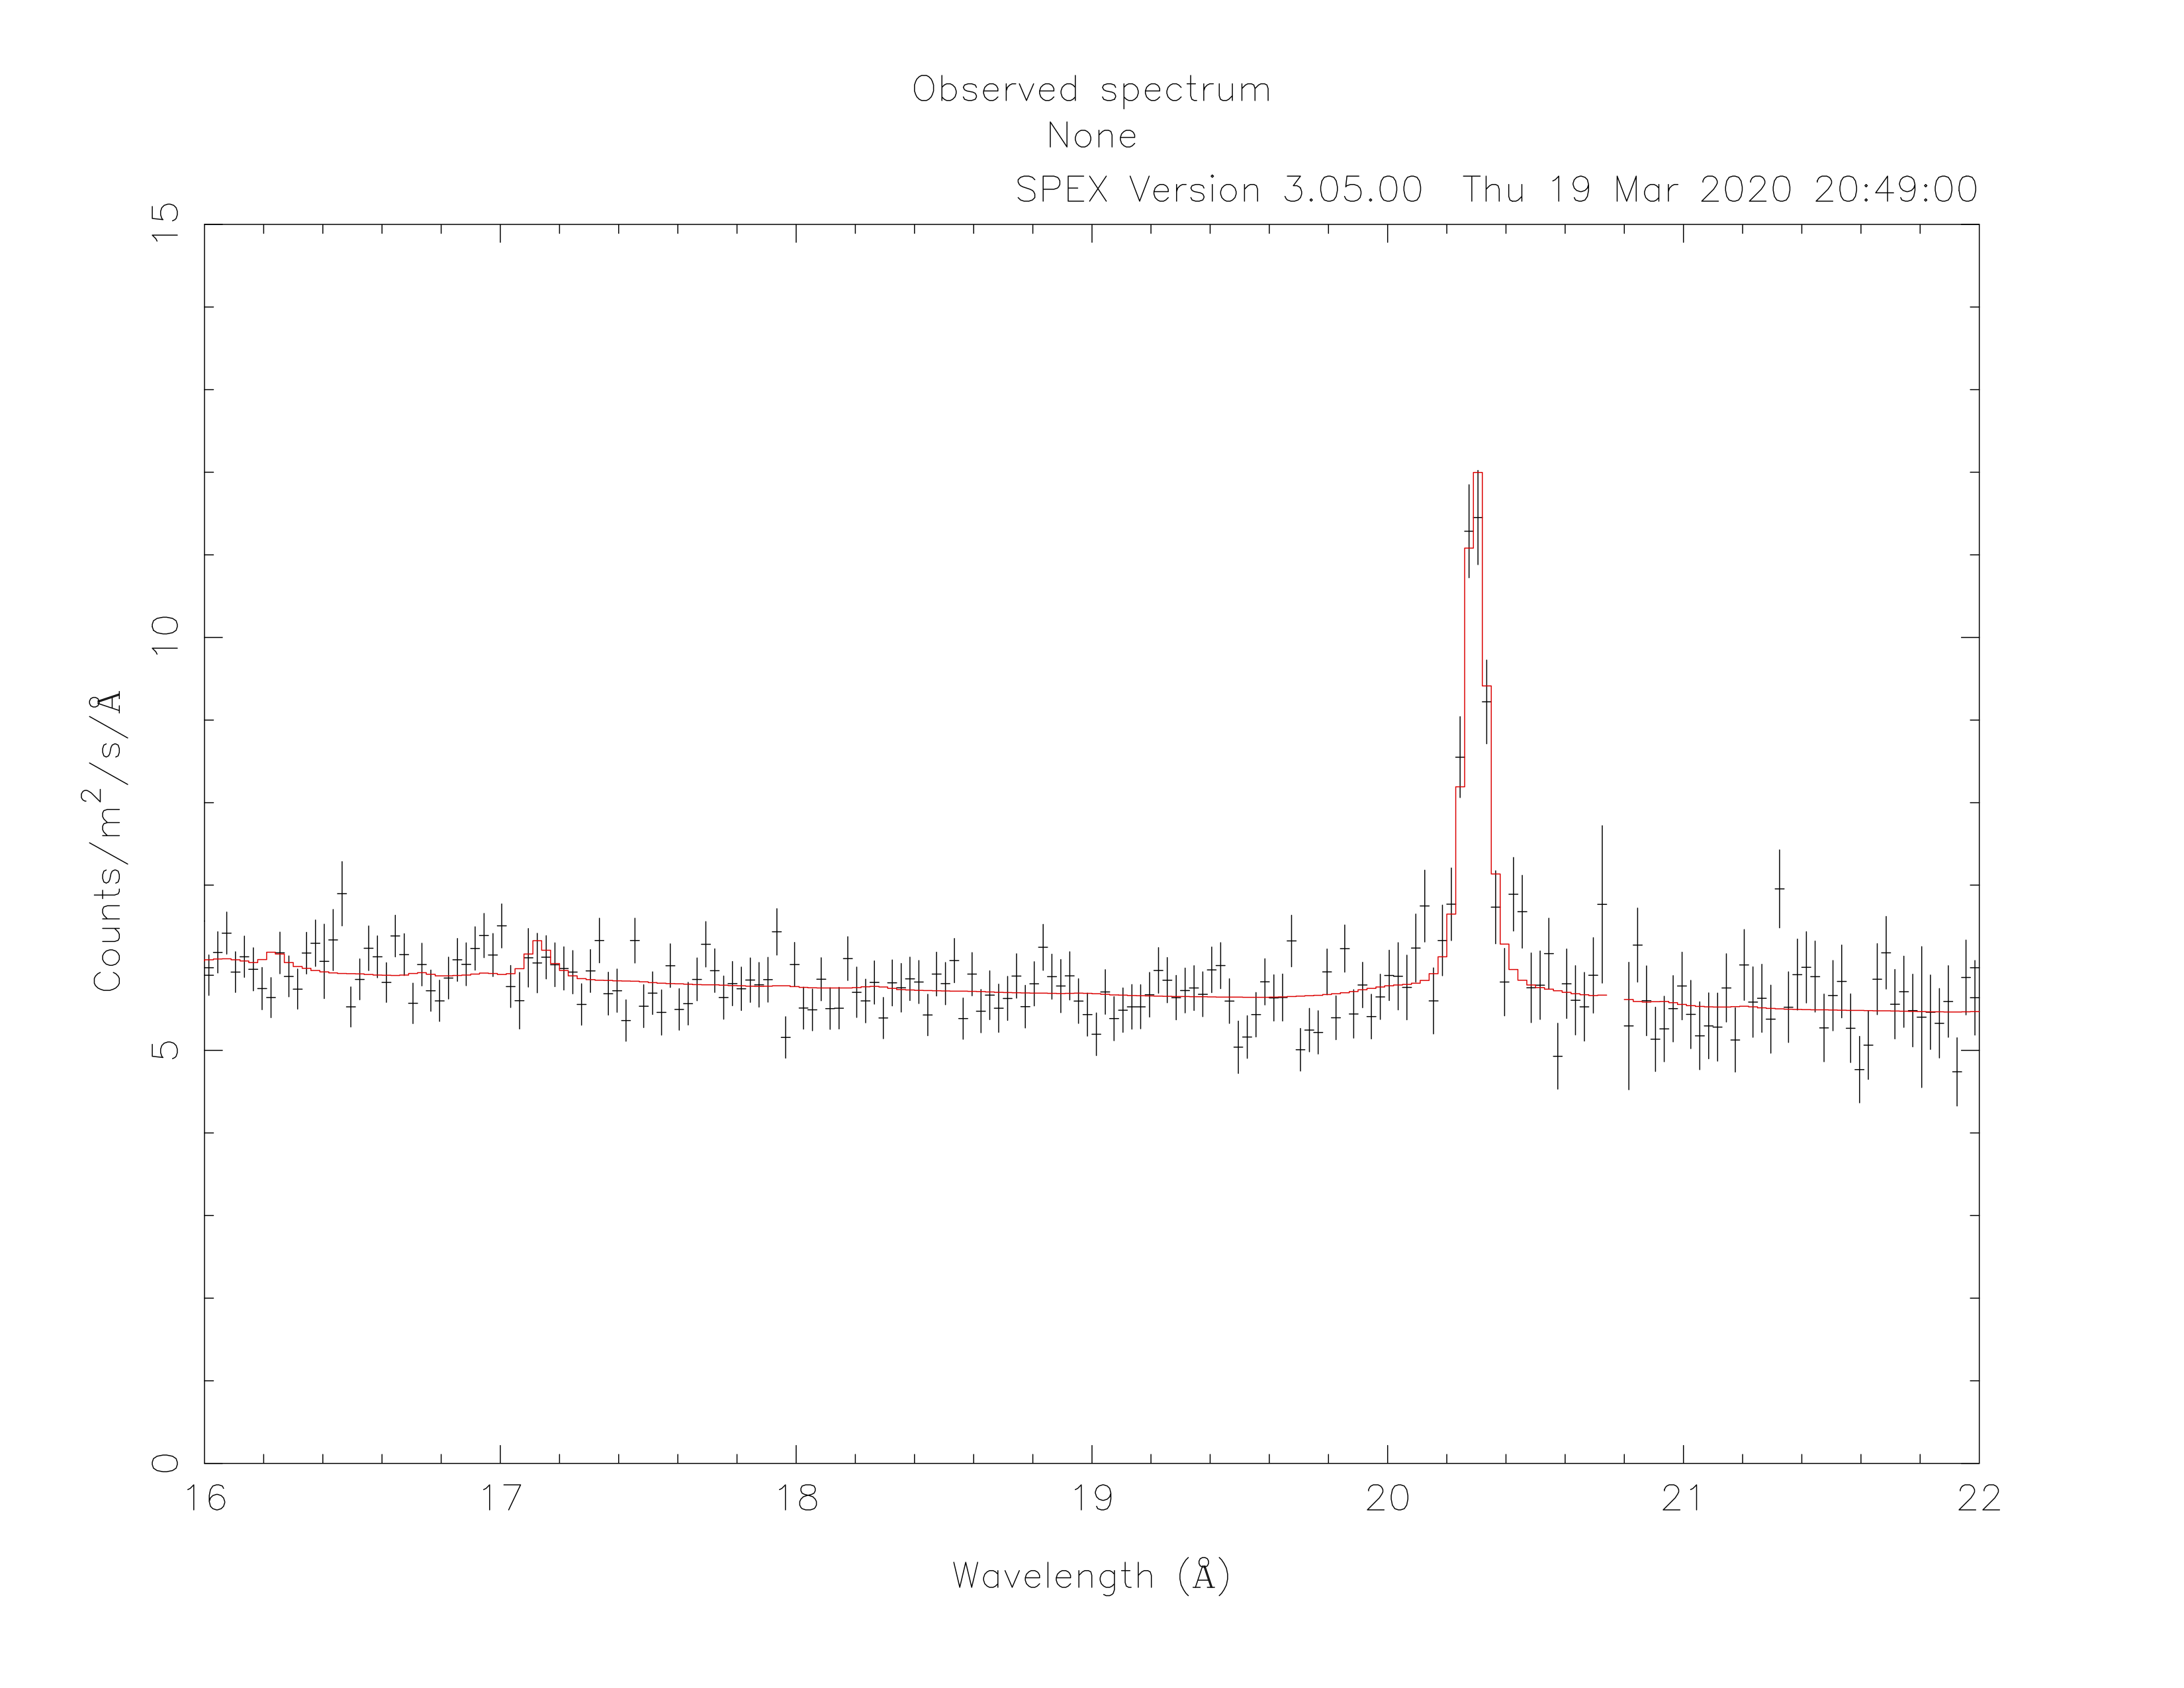 Observed spectrum
None
SPEX Version 3.05.00 Thu 19 Mar 2020 20:49:00
15
10
5
0
Counts/m²/s/Å
16 17 18 19 20 21 22
Wavelength (Å)